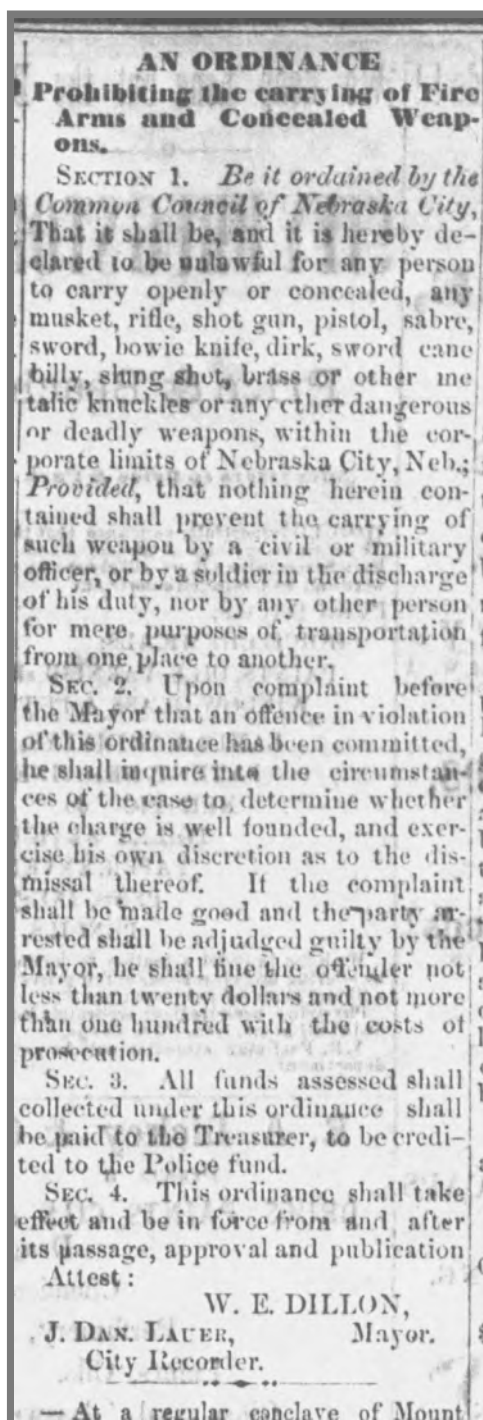 AN ORDINANCE
Prohibiting the carrying of Fire
Arms and Concealed Weap-
ons.
SECTION 1. Be it ordained by the
Common Council of Nebraska City,
That it shall be, and it is hereby de-
clared to be unlawful for any person
to carry openly or concealed, any
musket, rifle, shot gun, pistol, sabre,
sword, bowie knife, dirk, sword cane
billy, slung shot, brass or other me
talic knuckles or any other dangerous
or deadly weapons, within the cor-
porate limits of Nebraska City, Neb.;
Provided, that nothing herein con-
tained shall prevent the carrying of
such weapon by a civil or military
officer, or by a soldier in the discharge
of his duty, nor by any other person
for mere purposes of transportation
from one place to another.
SEC. 2. Upon complaint before
the Mayor that an offence in violation
of this ordinance has been committed,
he shall inquire into the circumstan-
ces of the case to determine whether
the charge is well founded, and exer-
cise his own discretion as to the dis-
missal thereof. If the complaint
shall be made good and the party ar-
rested shall be adjudged guilty by the
Mayor, he shall fine the offender not
less than twenty dollars and not more
than one hundred with the costs of
prosecution.
SEC. 3. All funds assessed shall
collected under this ordinance shall
be paid to the Treasurer, to be credi-
ted to the Police fund.
SEC. 4. This ordinance shall take
effect and be in force from and after
its passage, approval and publication
Attest:
W. E. DILLON,
J. DAN. LAUER, Mayor.
City Recorder.
— At a regular conclave of Mount